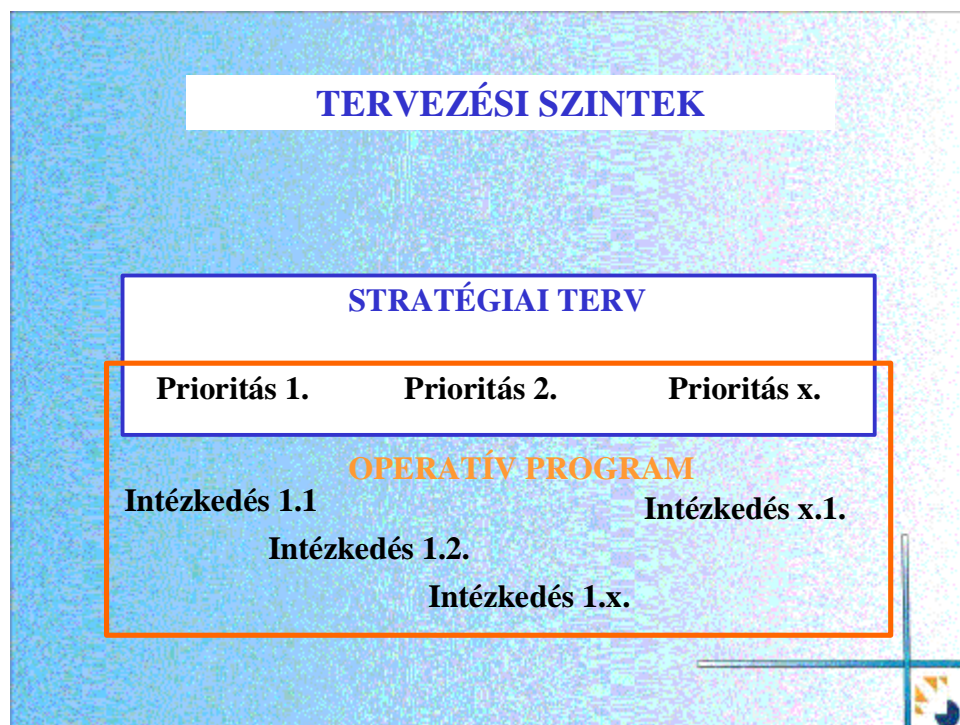 TERVEZÉSI SZINTEK
STRATÉGIAI TERV
Prioritás 1. Prioritás 2. Prioritás x.
OPERATÍV PROGRAM
Intézkedés 1.1
Intézkedés x.1.
Intézkedés 1.2.
Intézkedés 1.x.